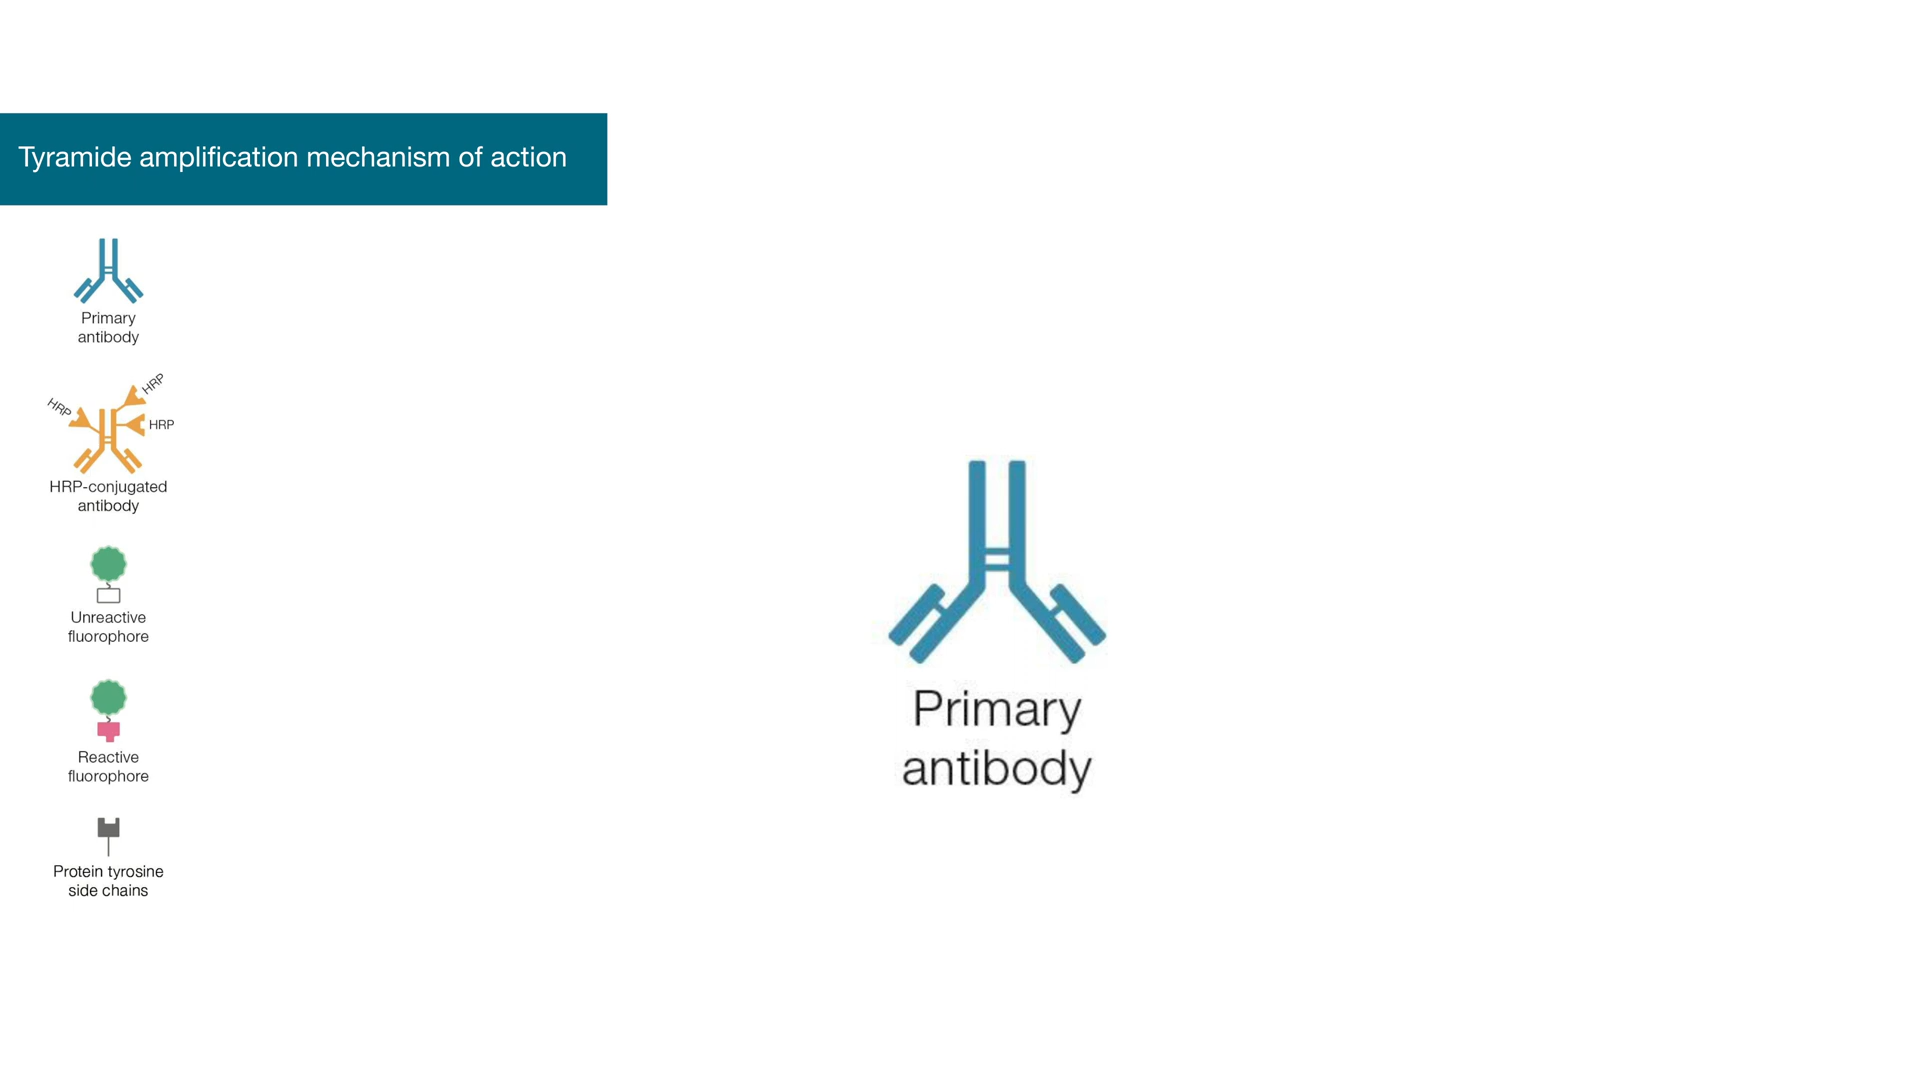 Tyramide amplification mechanism of action
Primary
antibody
HRP
HRP
HRP
HRP-conjugated
antibody
Unreactive
fluorophore
Reactive
fluorophore
Protein tyrosine
side chains
Primary
antibody